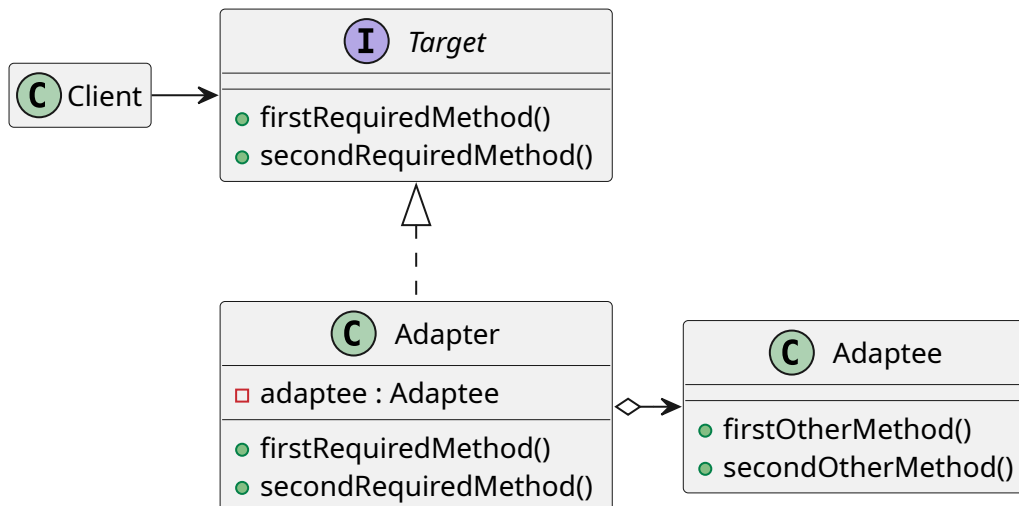 I Target
C Client
firstRequiredMethod()
secondRequiredMethod()
C Adapter
adaptee : Adaptee
firstRequiredMethod()
secondRequiredMethod()
C Adaptee
firstOtherMethod()
secondOtherMethod()